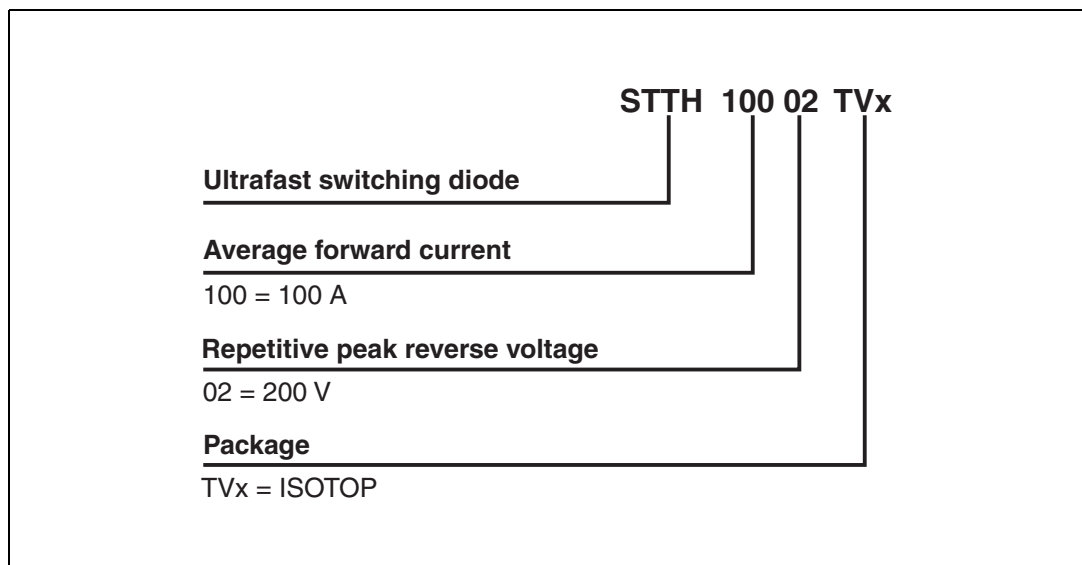 STTH 100 02 TVx
Ultrafast switching diode
Average forward current
100 = 100 A
Repetitive peak reverse voltage
02 = 200 V
Package
TVx = ISOTOP